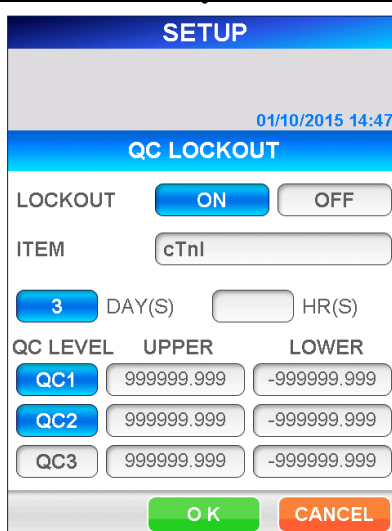 SETUP
01/10/2015 14:47
QC LOCKOUT
LOCKOUT ON OFF
ITEM cTnI
3 DAY(S) HR(S)
QC LEVEL UPPER LOWER
QC1 999999.999 -999999.999
QC2 999999.999 -999999.999
QC3 999999.999 -999999.999
OK CANCEL